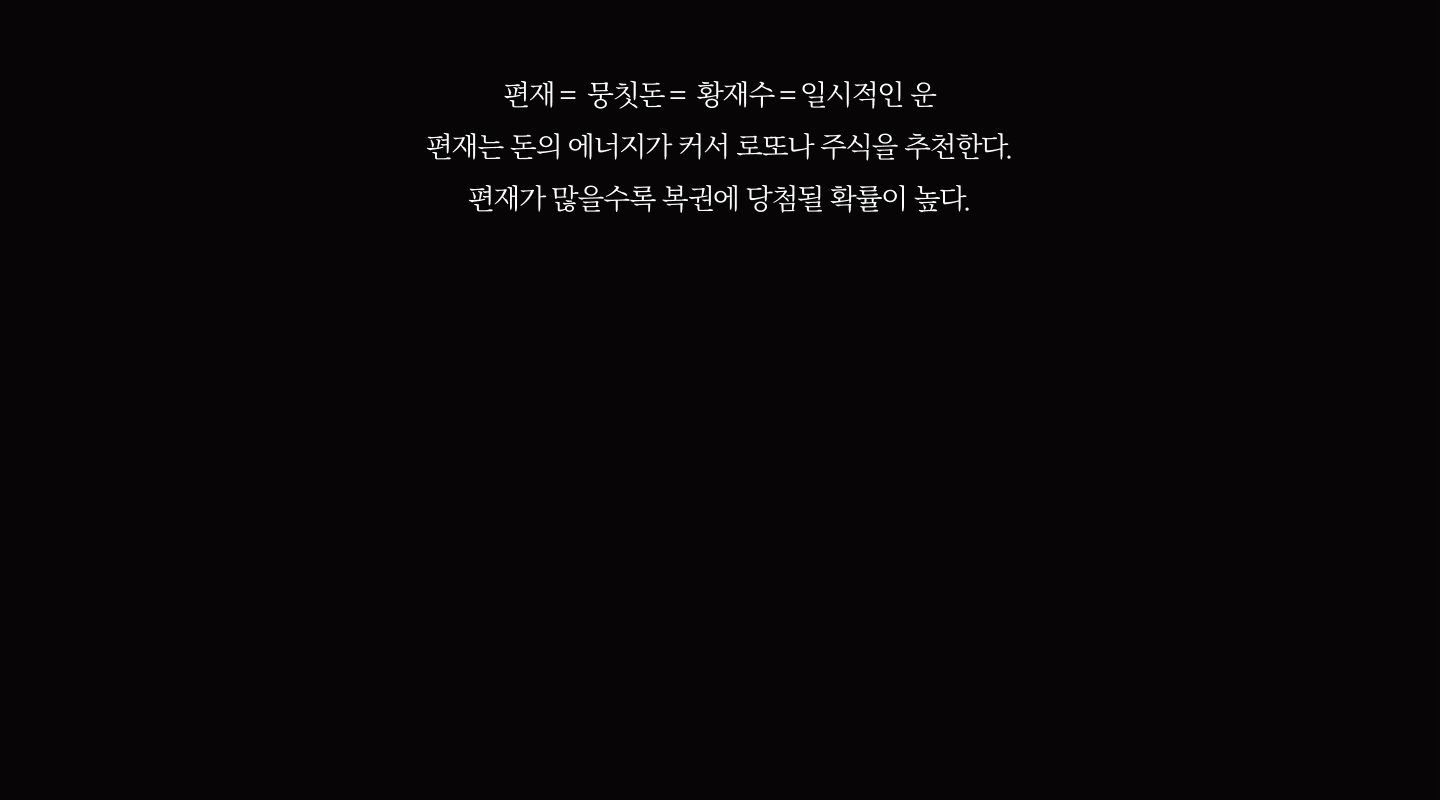 편재 = 뭉칫돈 = 황재수 = 일시적인 운
편재는 돈의 에너지가 커서 로또나 주식을 추천한다.
편재가 많을수록 복권에 당첨될 확률이 높다.